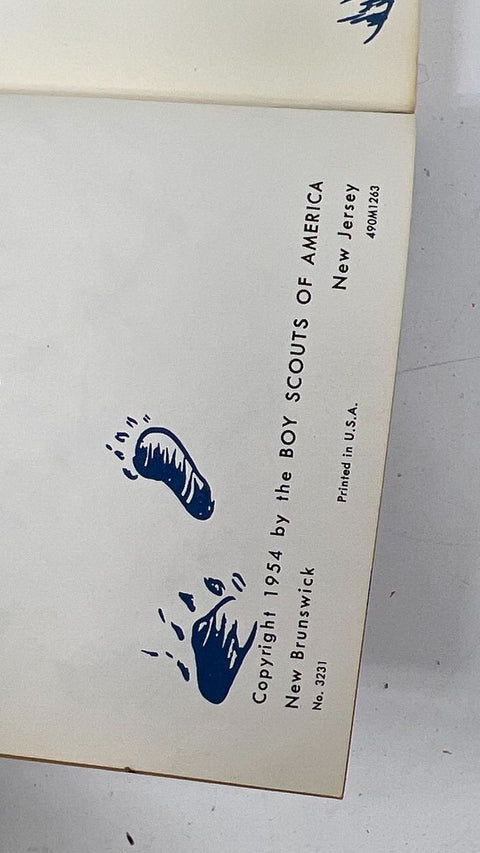 Copyright 1954 by the BOY SCOUTS OF AMERICA
New Brunswick New Jersey
No. 3231 Printed in U.S.A. 490M1263